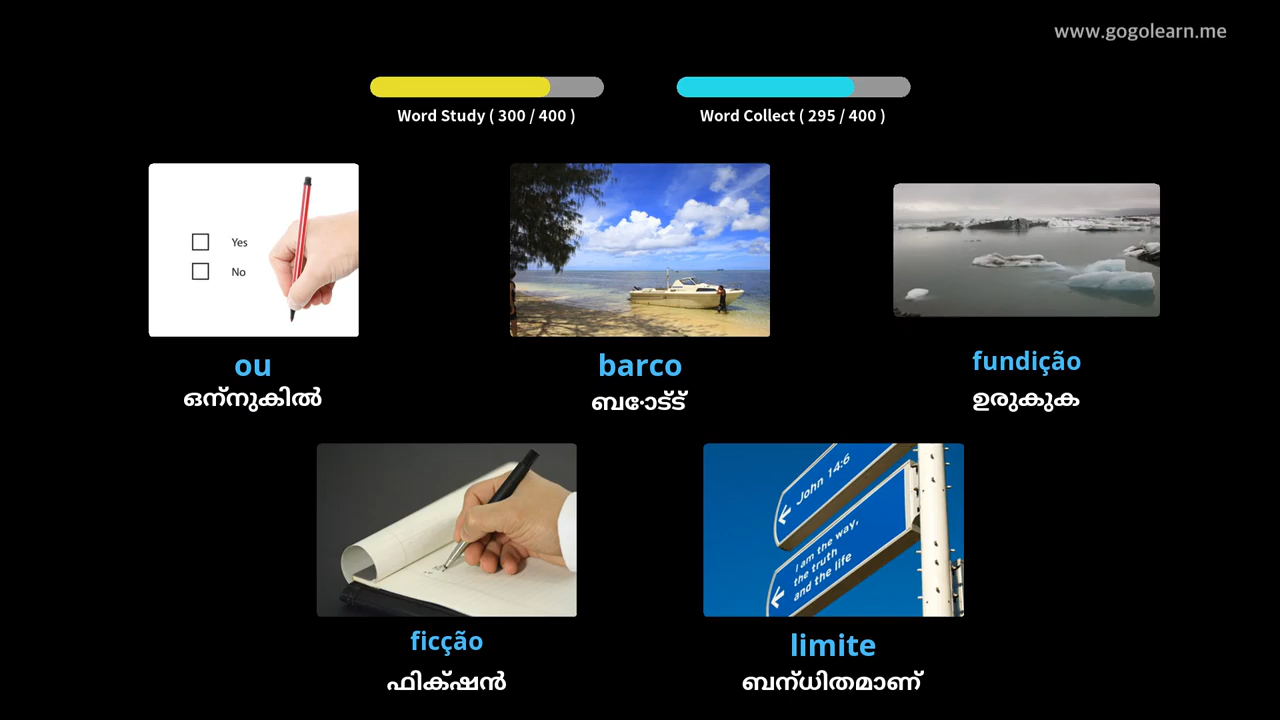 www.gogolearn.me
Word Study ( 300 / 400 )
Word Collect ( 295 / 400 )
Yes
No
ou
ഒന്നുകിൽ
barco
ബോട്ട്
fundição
ഉരുകുക
John 14:6
I am the way,
the truth
and the life
ficção
ഫിക്ഷൻ
limite
ബന്ധിതമാണ്